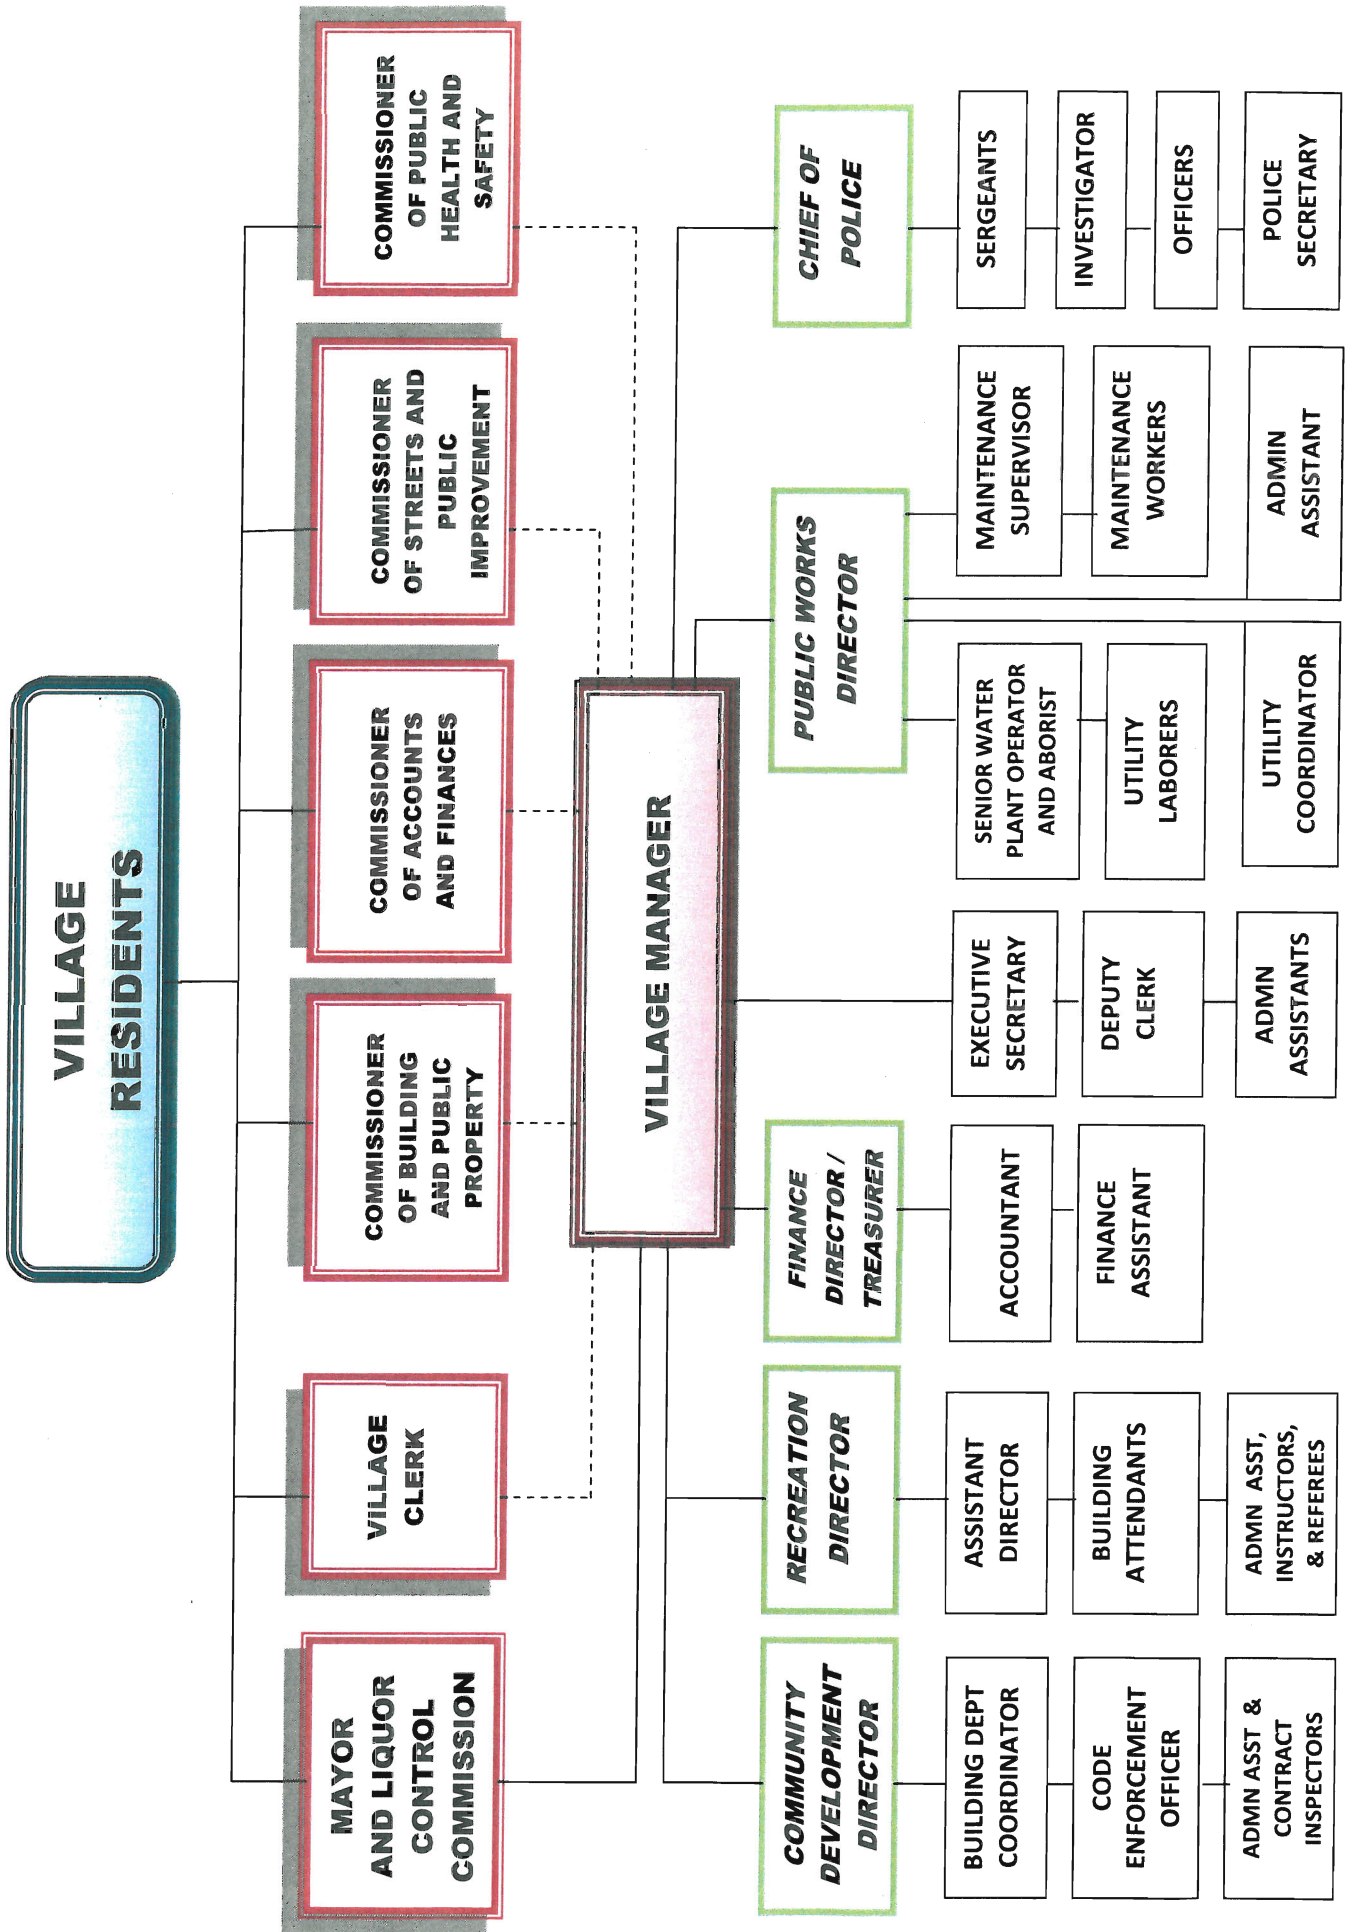 VILLAGE
RESIDENTS
MAYOR
AND LIQUOR
CONTROL
COMMISSION
VILLAGE
CLERK
COMMISSIONER
OF BUILDING
AND PUBLIC
PROPERTY
COMMISSIONER
OF ACCOUNTS
AND FINANCES
COMMISSIONER
OF STREETS AND
PUBLIC
IMPROVEMENT
COMMISSIONER
OF PUBLIC
HEALTH AND
SAFETY
VILLAGE MANAGER
COMMUNITY
DEVELOPMENT
DIRECTOR
RECREATION
DIRECTOR
FINANCE
DIRECTOR /
TREASURER
PUBLIC WORKS
DIRECTOR
CHIEF OF
POLICE
BUILDING DEPT
COORDINATOR
CODE
ENFORCEMENT
OFFICER
ADMN ASST &
CONTRACT
INSPECTORS
ASSISTANT
DIRECTOR
BUILDING
ATTENDANTS
ADMN ASST,
INSTRUCTORS,
& REFEREES
ACCOUNTANT
FINANCE
ASSISTANT
EXECUTIVE
SECRETARY
DEPUTY
CLERK
ADMN
ASSISTANTS
SENIOR WATER
PLANT OPERATOR
AND ABORIST
UTILITY
LABORERS
UTILITY
COORDINATOR
MAINTENANCE
SUPERVISOR
MAINTENANCE
WORKERS
ADMIN
ASSISTANT
SERGEANTS
INVESTIGATOR
OFFICERS
POLICE
SECRETARY